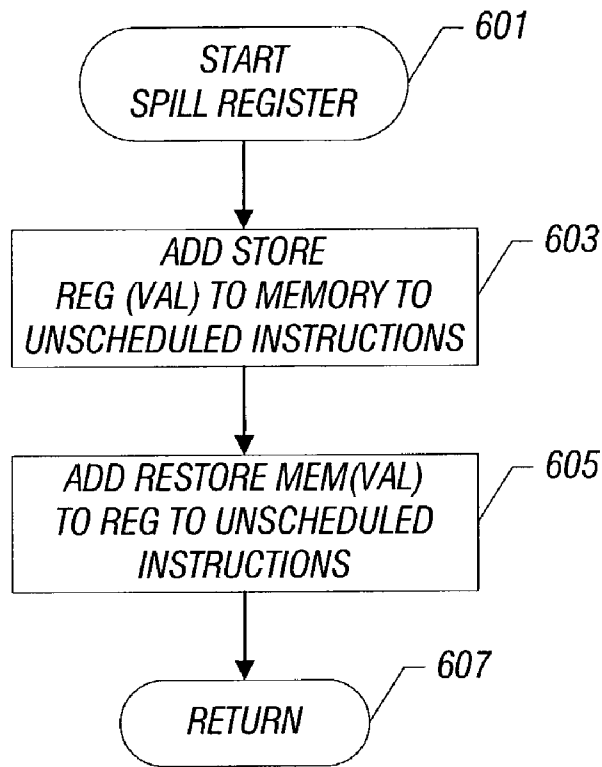 601
START
SPILL REGISTER
603
ADD STORE
REG (VAL) TO MEMORY TO
UNSCHEDULED INSTRUCTIONS
605
ADD RESTORE MEM(VAL)
TO REG TO UNSCHEDULED
INSTRUCTIONS
607
RETURN